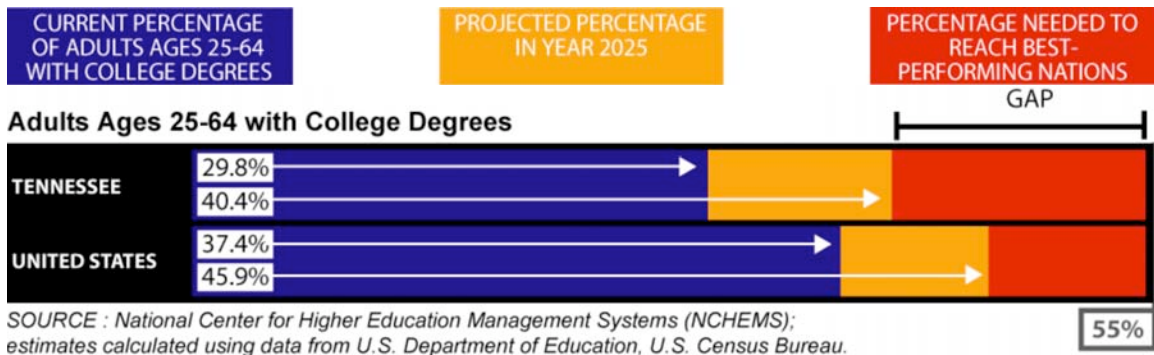 CURRENT PERCENTAGE
OF ADULTS AGES 25-64
WITH COLLEGE DEGREES
PROJECTED PERCENTAGE
IN YEAR 2025
PERCENTAGE NEEDED TO
REACH BEST-
PERFORMING NATIONS
GAP
Adults Ages 25-64 with College Degrees
TENNESSEE
29.8%
40.4%
UNITED STATES
37.4%
45.9%
SOURCE : National Center for Higher Education Management Systems (NCHEMS);
estimates calculated using data from U.S. Department of Education, U.S. Census Bureau.
55%